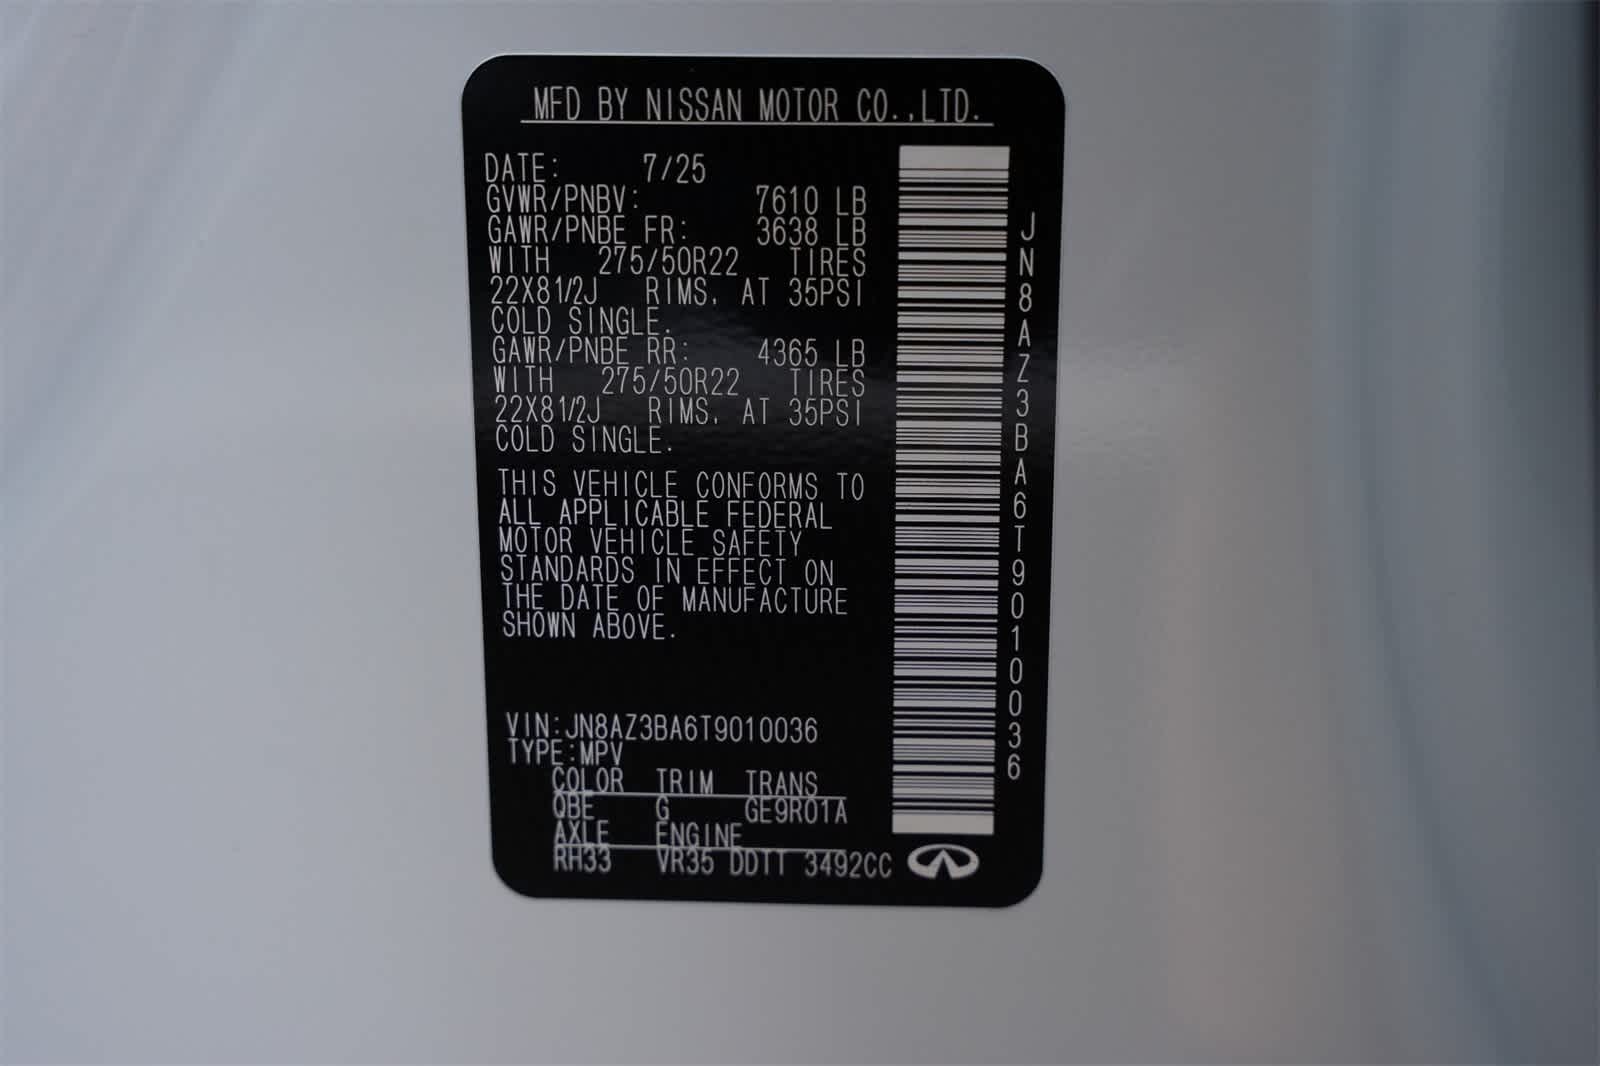 MFD BY NISSAN MOTOR CO.,LTD.
DATE: 7/25
GVWR/PNBV: 7610 LB
GAWR/PNBE FR: 3638 LB
WITH 275/50R22 TIRES
22X81/2J RIMS, AT 35PSI
COLD SINGLE.
GAWR/PNBE RR: 4365 LB
WITH 275/50R22 TIRES
22X81/2J RIMS, AT 35PSI
COLD SINGLE.
THIS VEHICLE CONFORMS TO
ALL APPLICABLE FEDERAL
MOTOR VEHICLE SAFETY
STANDARDS IN EFFECT ON
THE DATE OF MANUFACTURE
SHOWN ABOVE.
VIN:JN8AZ3BA6T9010036
TYPE:MPV
COLOR TRIM TRANS
QBE G GE9R01A
AXLE ENGINE
RH33 VR35 DDTT 3492CC
JN8AZ3BA6T9010036